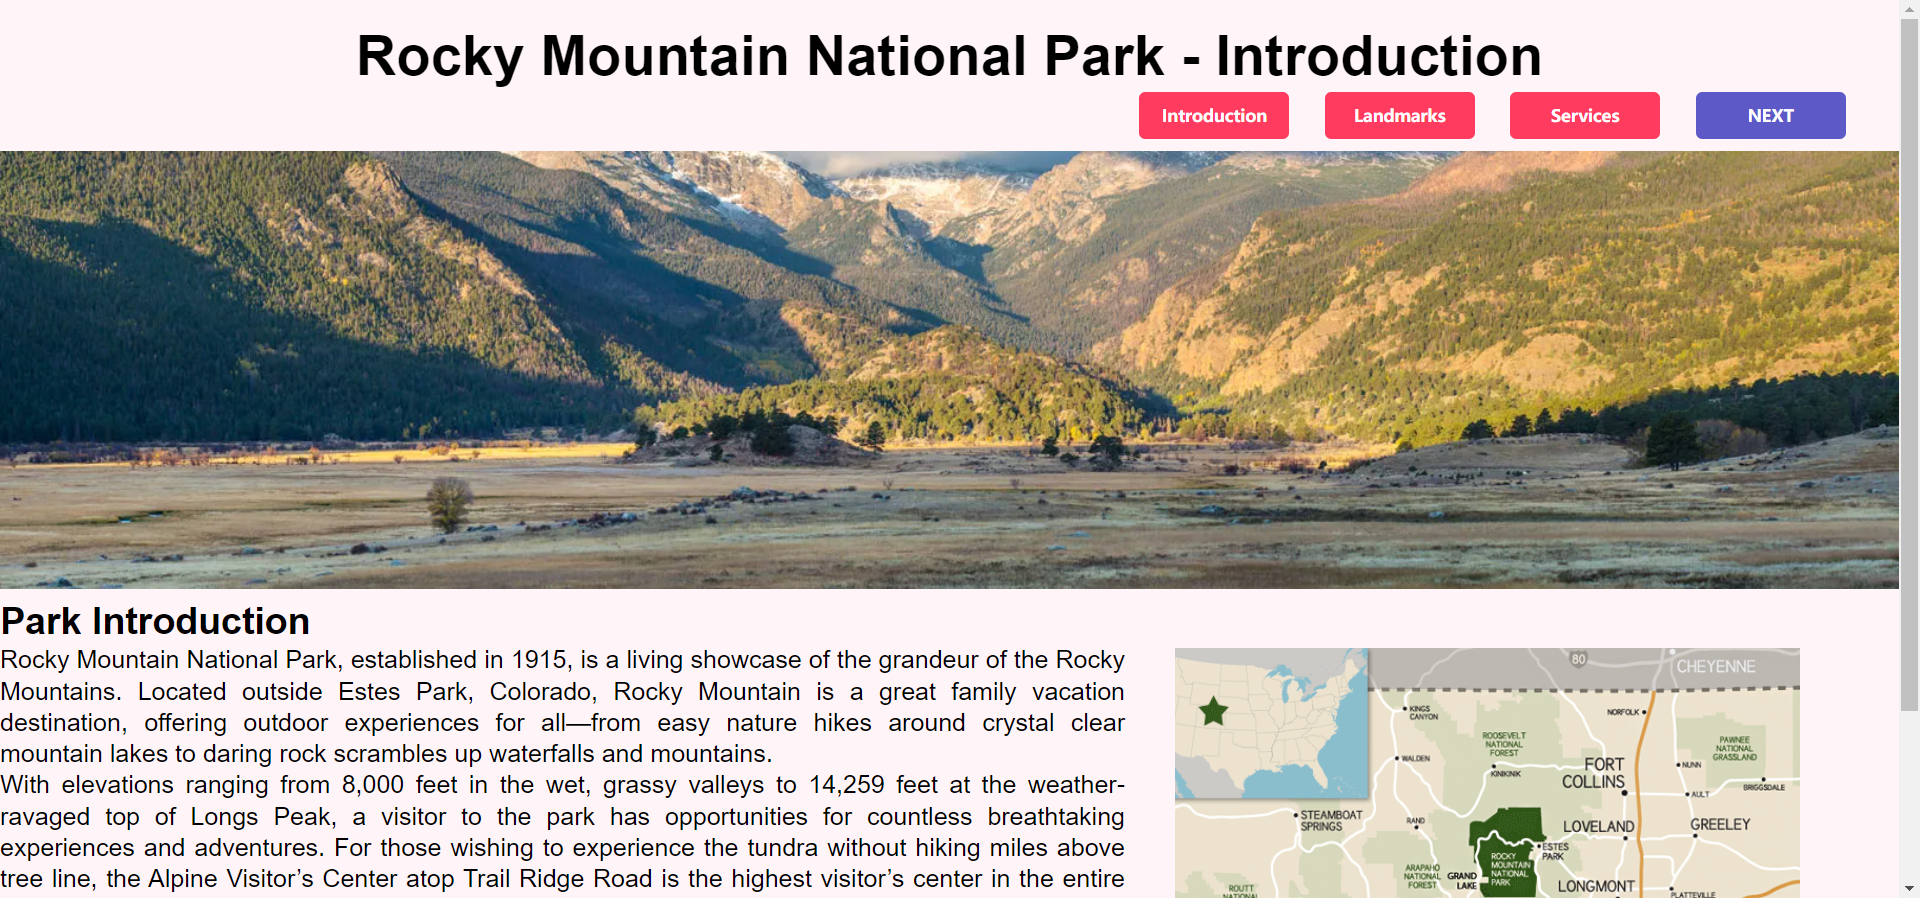 Rocky Mountain National Park - Introduction
Introduction
Landmarks
Services
NEXT
Park Introduction
Rocky Mountain National Park, established in 1915, is a living showcase of the grandeur of the Rocky
Mountains. Located outside Estes Park, Colorado, Rocky Mountain is a great family vacation
destination, offering outdoor experiences for all—from easy nature hikes around crystal clear
mountain lakes to daring rock scrambles up waterfalls and mountains.
With elevations ranging from 8,000 feet in the wet, grassy valleys to 14,259 feet at the weather-
ravaged top of Longs Peak, a visitor to the park has opportunities for countless breathtaking
experiences and adventures. For those wishing to experience the tundra without hiking miles above
tree line, the Alpine Visitor’s Center atop Trail Ridge Road is the highest visitor’s center in the entire
80
CHEYENNE
KINGS
CANYON
NORFOLK
ROOSEVELT
NATIONAL
FOREST
PAWNEE
NATIONAL
GRASSLAND
WALDEN
KINIKINIK
FORT
COLLINS
NUNN
BRIGGSDALE
AULT
STEAMBOAT
SPRINGS
RAND
LOVELAND
GREELEY
ESTES
PARK
ROCKY
MOUNTAIN
NATIONAL
PARK
ARAPAHO
NATIONAL
FOREST
GRAND
LAKE
LONGMONT
PLATTEVILLE
ROUTT
NATIONAL